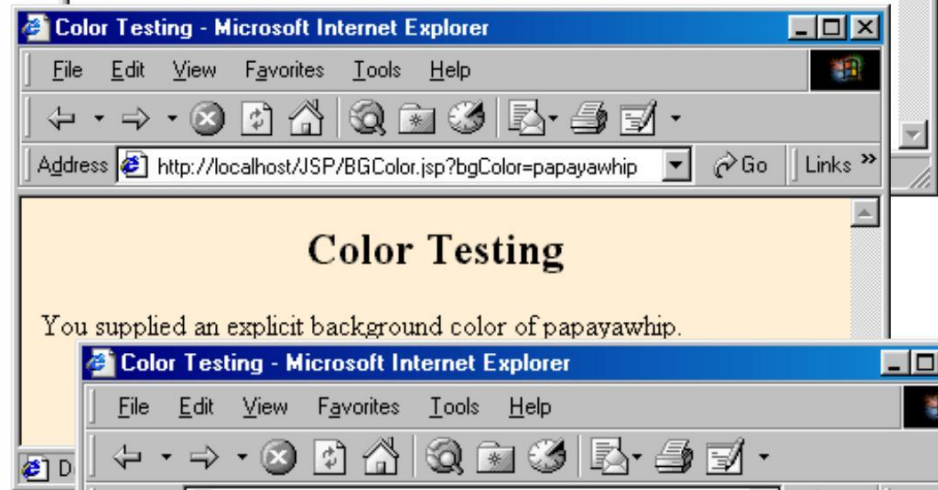 Color Testing - Microsoft Internet Explorer
File Edit View Favorites Tools Help
Address http://localhost/JSP/BGColor.jsp?bgColor=papayawhip Go Links »
Color Testing
You supplied an explicit background color of papayawhip.
Color Testing - Microsoft Internet Explorer
File Edit View Favorites Tools Help
D